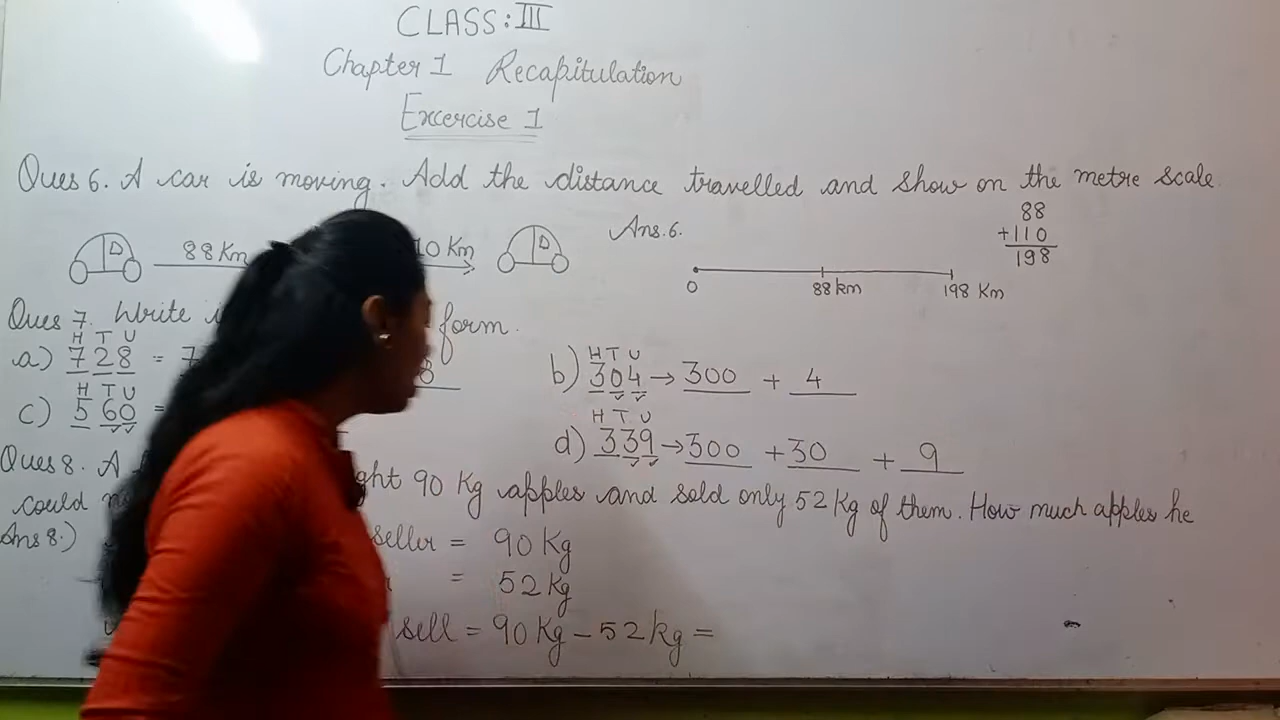 CLASS: III
Chapter 1 Recapitulation
Excercise 1
Ques 6. A car is moving. Add the distance travelled and show on the metre scale.
88 Km 10 Km
Ans. 6.
0 88 km 198 Km
88
+110
198
Ques 7. Write form.
H T U
a) 728 = 7 8
H T U
b) 304 → 300 + 4
H T U
c) 560 =
H T U
d) 339 → 300 + 30 + 9
Ques 8. A ght 90 Kg apples and sold only 52 Kg of them. How much apples he
could
Ans 8.) seller = 90 Kg
= 52 Kg
sell = 90 Kg - 52 kg =